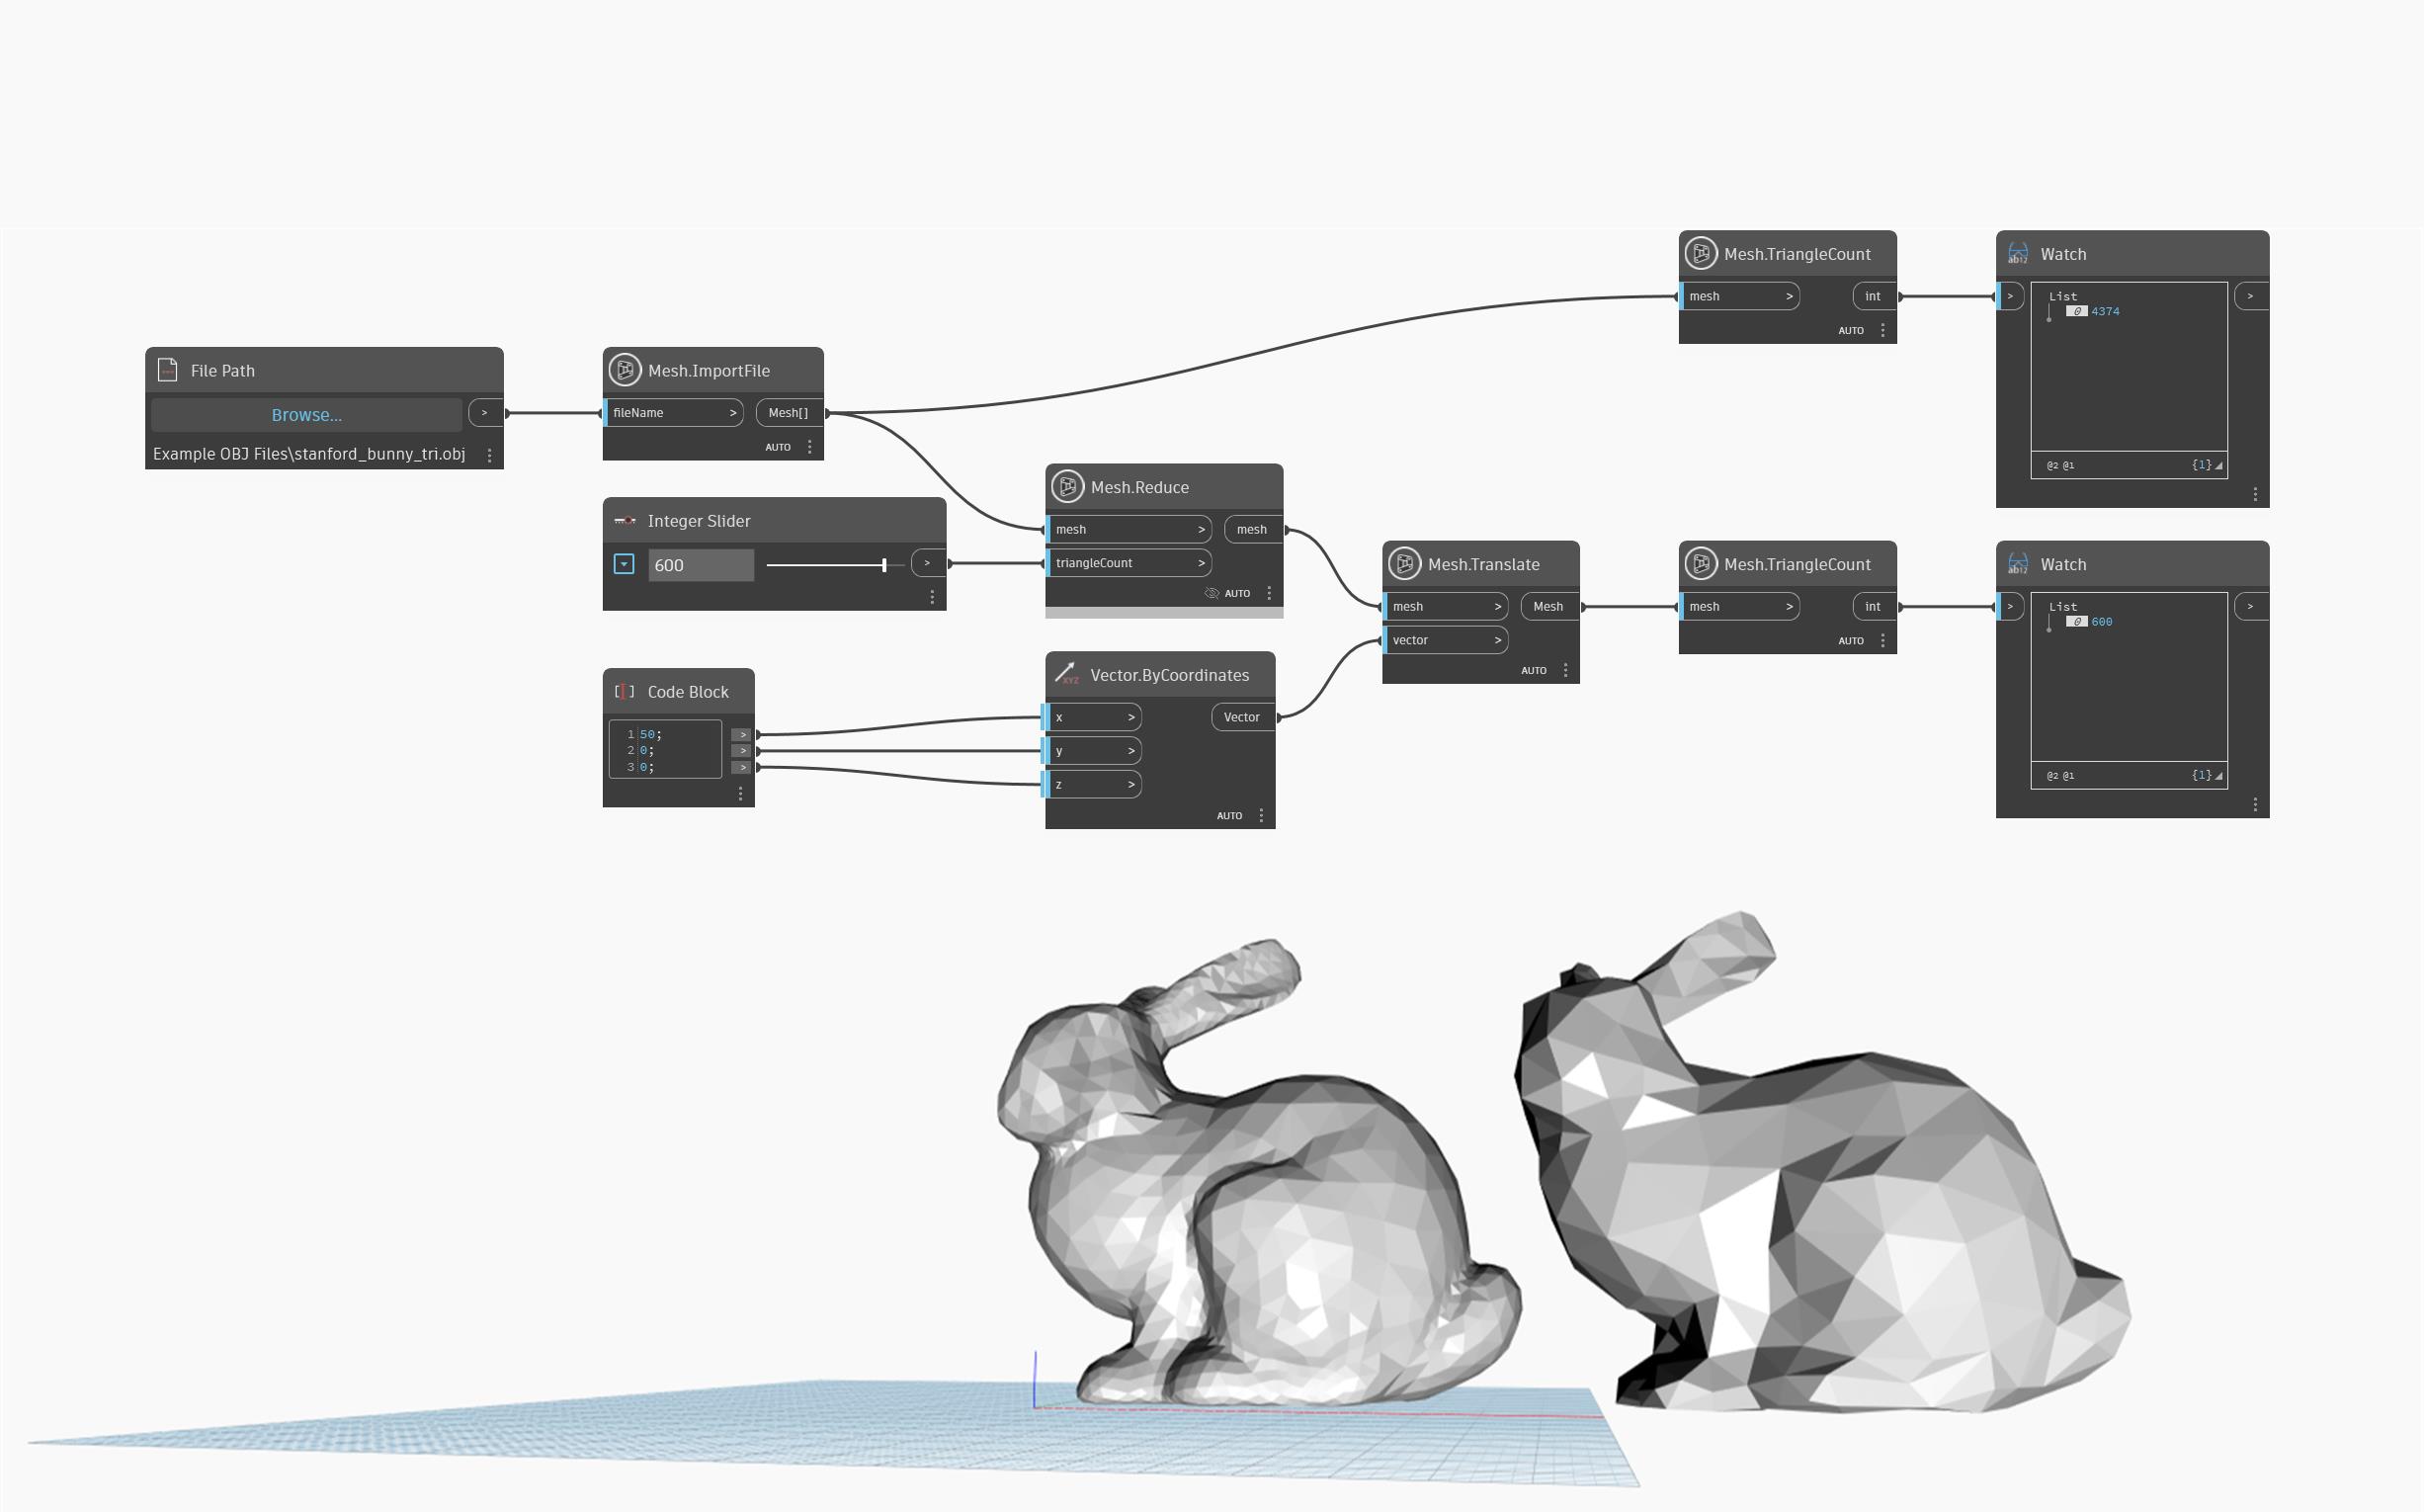 Mesh.TriangleCount
mesh >
int
AUTO
Watch
>
List
0 4374
@2 @1
{1}
>
File Path
Browse...
>
Example OBJ Files\stanford_bunny_tri.obj
Mesh.ImportFile
fileName >
Mesh[]
AUTO
Integer Slider
600
>
Mesh.Reduce
mesh >
mesh
triangleCount >
AUTO
Mesh.Translate
mesh >
Mesh
vector >
AUTO
Mesh.TriangleCount
mesh >
int
AUTO
Watch
>
List
0 600
@2 @1
{1}
>
Code Block
1 50; >
2 0; >
3 0; >
XYZ
Vector.ByCoordinates
x >
Vector
y >
z >
AUTO